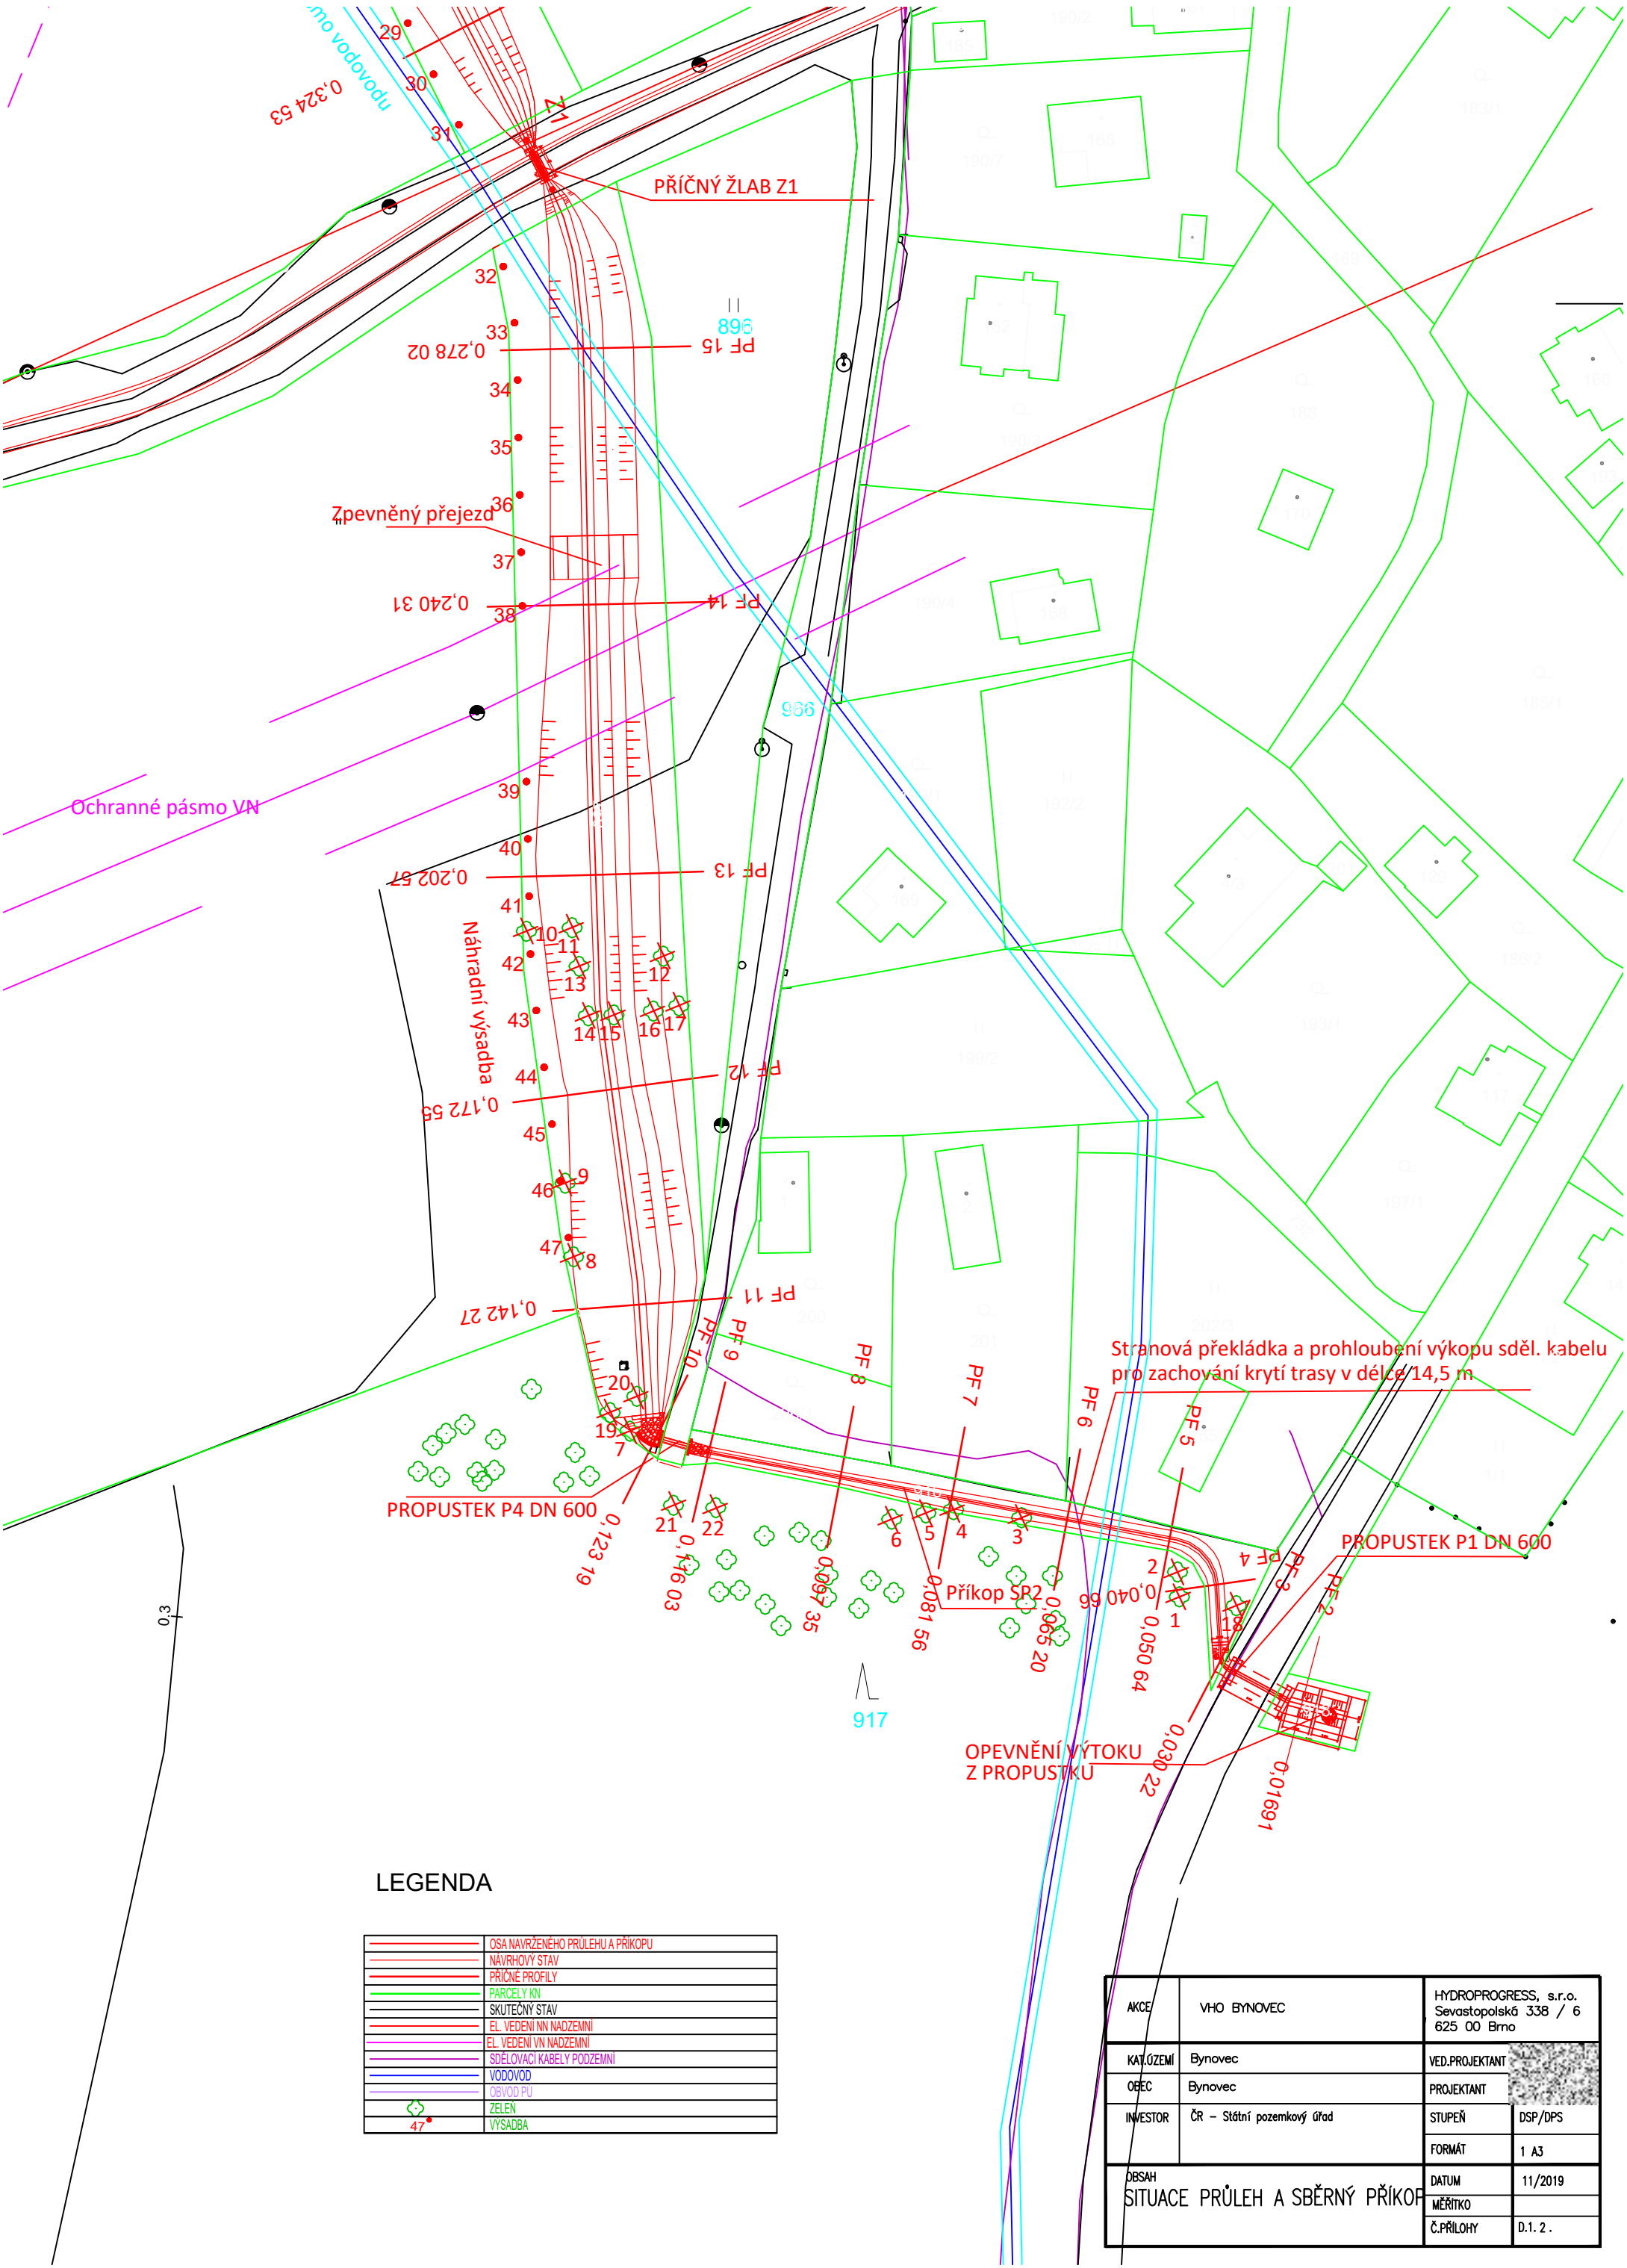 29
mo vodovodu
30
0,324 53
31
Z1
PŘÍČNÝ ŽLAB Z1
32
896
33
0,278 02
PF 15
34
35
36
Zpevněný přejezd
37
0,240 31
38
PF 14
966
39
Ochranné pásmo VN
40
0,202 57
PF 13
41
10
11
42
13
12
Náhradní výsadba
43
14
15
16
17
44
PF 12
0,172 55
45
46
9
47
8
PF 11
0,142 27
PF 10
PF 9
PF 8
PF 7
PF 6
PF 5
Stranová překládka a prohloubení výkopu sděl. kabelu
pro zachování krytí trasy v délce 14,5 m
20
19
7
PROPUSTEK P4 DN 600
21
22
6
5
4
3
2
1
18
PF 4
PF 3
PF 2
PROPUSTEK P1 DN 600
0,123 19
0,116 03
0,097 35
0,081 56
Příkop SP2
0,065 20
0,050 64
0,040 66
0,3
917
OPEVNĚNÍ VÝTOKU
Z PROPUSTKU
0,030 22
0,01691
LEGENDA
OSA NAVRŽENÉHO PRŮLEHU A PŘÍKOPU
NÁVRHOVÝ STAV
PŘÍČNÉ PROFILY
PARCELY KN
SKUTEČNÝ STAV
EL. VEDENÍ NN NADZEMNÍ
EL. VEDENÍ VN NADZEMNÍ
SDĚLOVACÍ KABELY PODZEMNÍ
VODOVOD
OBVOD PU
ZELEŇ
47 VÝSADBA
AKCE VHO BYNOVEC
HYDROPROGRESS, s.r.o.
Sevastopolská 338 / 6
625 00 Brno
KAT.ÚZEMÍ Bynovec VED.PROJEKTANT
OBEC Bynovec PROJEKTANT
INVESTOR ČR – Státní pozemkový úřad STUPEŇ DSP/DPS
FORMÁT 1 A3
OBSAH
SITUACE PRŮLEH A SBĚRNÝ PŘÍKOP
DATUM 11/2019
MĚŘÍTKO
Č.PŘÍLOHY D.1. 2 .